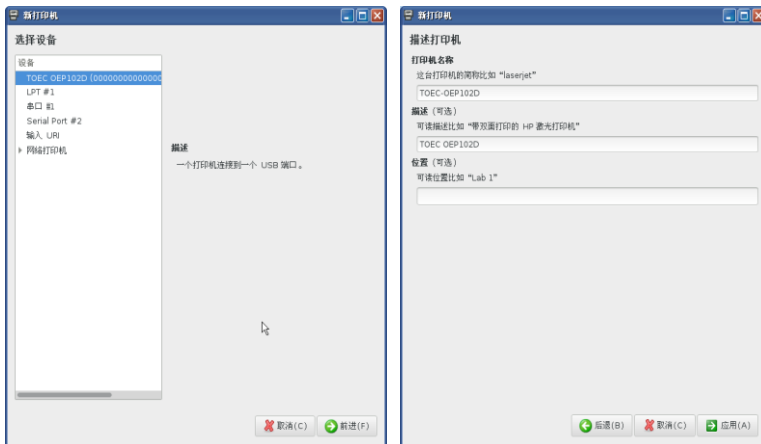 新打印机
选择设备
设备
TOEC OEP102D (0000000000000
LPT #1
串口 #1
Serial Port #2
输入 URI
网络打印机
描述
一个打印机连接到一个 USB 端口。
取消(C)
前进(F)
新打印机
描述打印机
打印机名称
这台打印机的简称比如 “laserjet”
TOEC-OEP102D
描述 (可选)
可读描述比如 “带双面打印的 HP 激光打印机”
TOEC OEP102D
位置 (可选)
可读位置比如 “Lab 1”
后退(B)
取消(C)
应用(A)